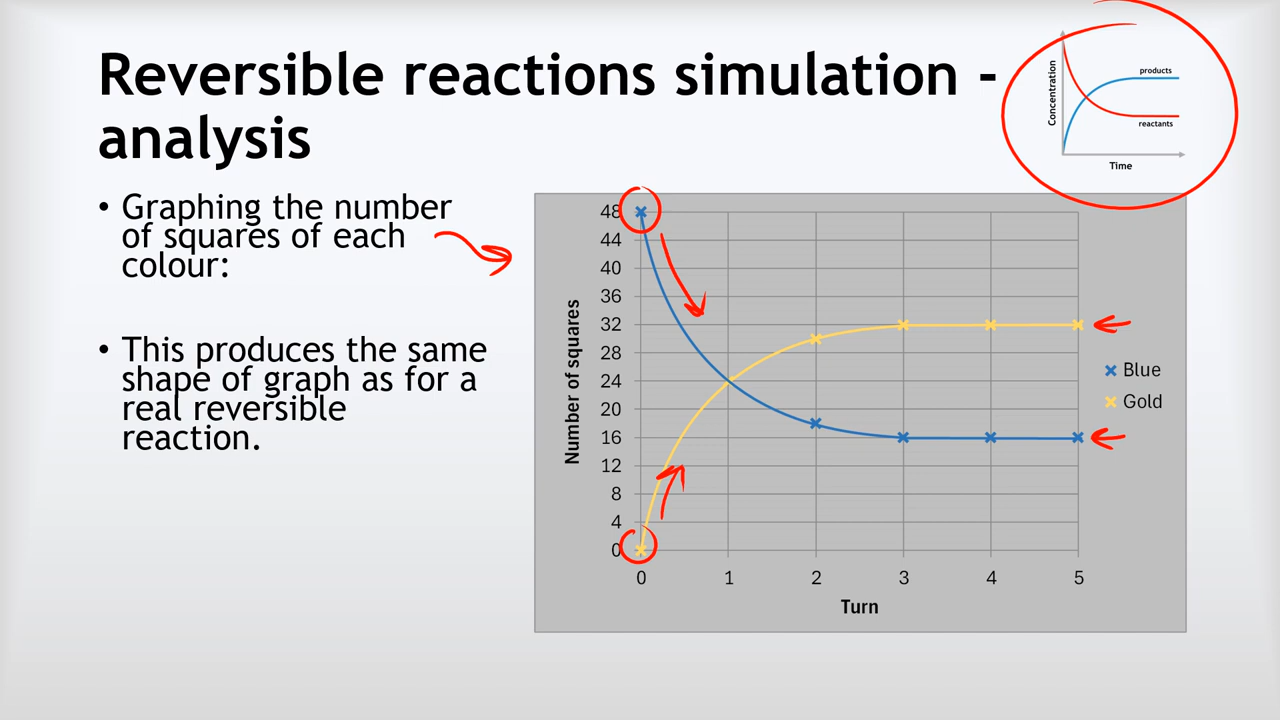 Reversible reactions simulation -
analysis
Concentration
products
reactants
Time
• Graphing the number
of squares of each
colour:
• This produces the same
shape of graph as for a
real reversible
reaction.
Number of squares
48
44
40
36
32
28
24
20
16
12
8
4
0
0 1 2 3 4 5
Turn
Blue
Gold